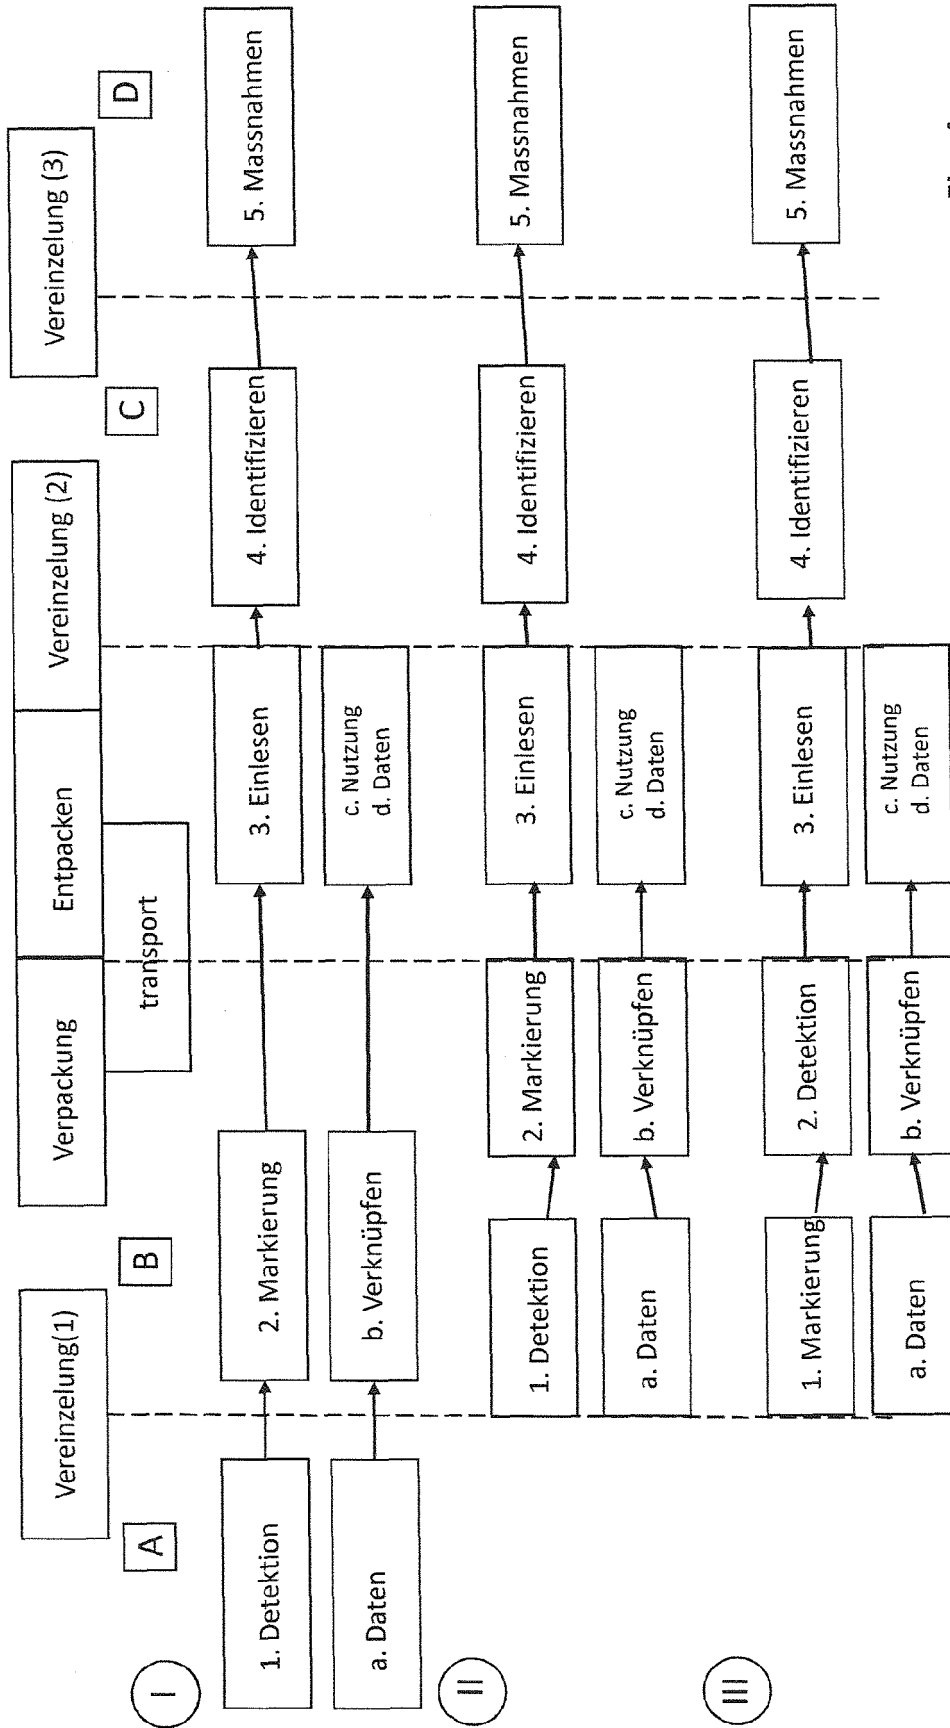 Vereinzelung(1)
Verpackung
Entpacken
Vereinzelung (2)
Vereinzelung (3)
transport
A
B
C
D
I
1. Detektion
2. Markierung
3. Einlesen
4. Identifizieren
5. Massnahmen
a. Daten
b. Verknüpfen
c. Nutzung
d. Daten
II
1. Detektion
2. Markierung
3. Einlesen
4. Identifizieren
5. Massnahmen
a. Daten
b. Verknüpfen
c. Nutzung
d. Daten
III
1. Markierung
2. Detektion
3. Einlesen
4. Identifizieren
5. Massnahmen
a. Daten
b. Verknüpfen
c. Nutzung
d. Daten